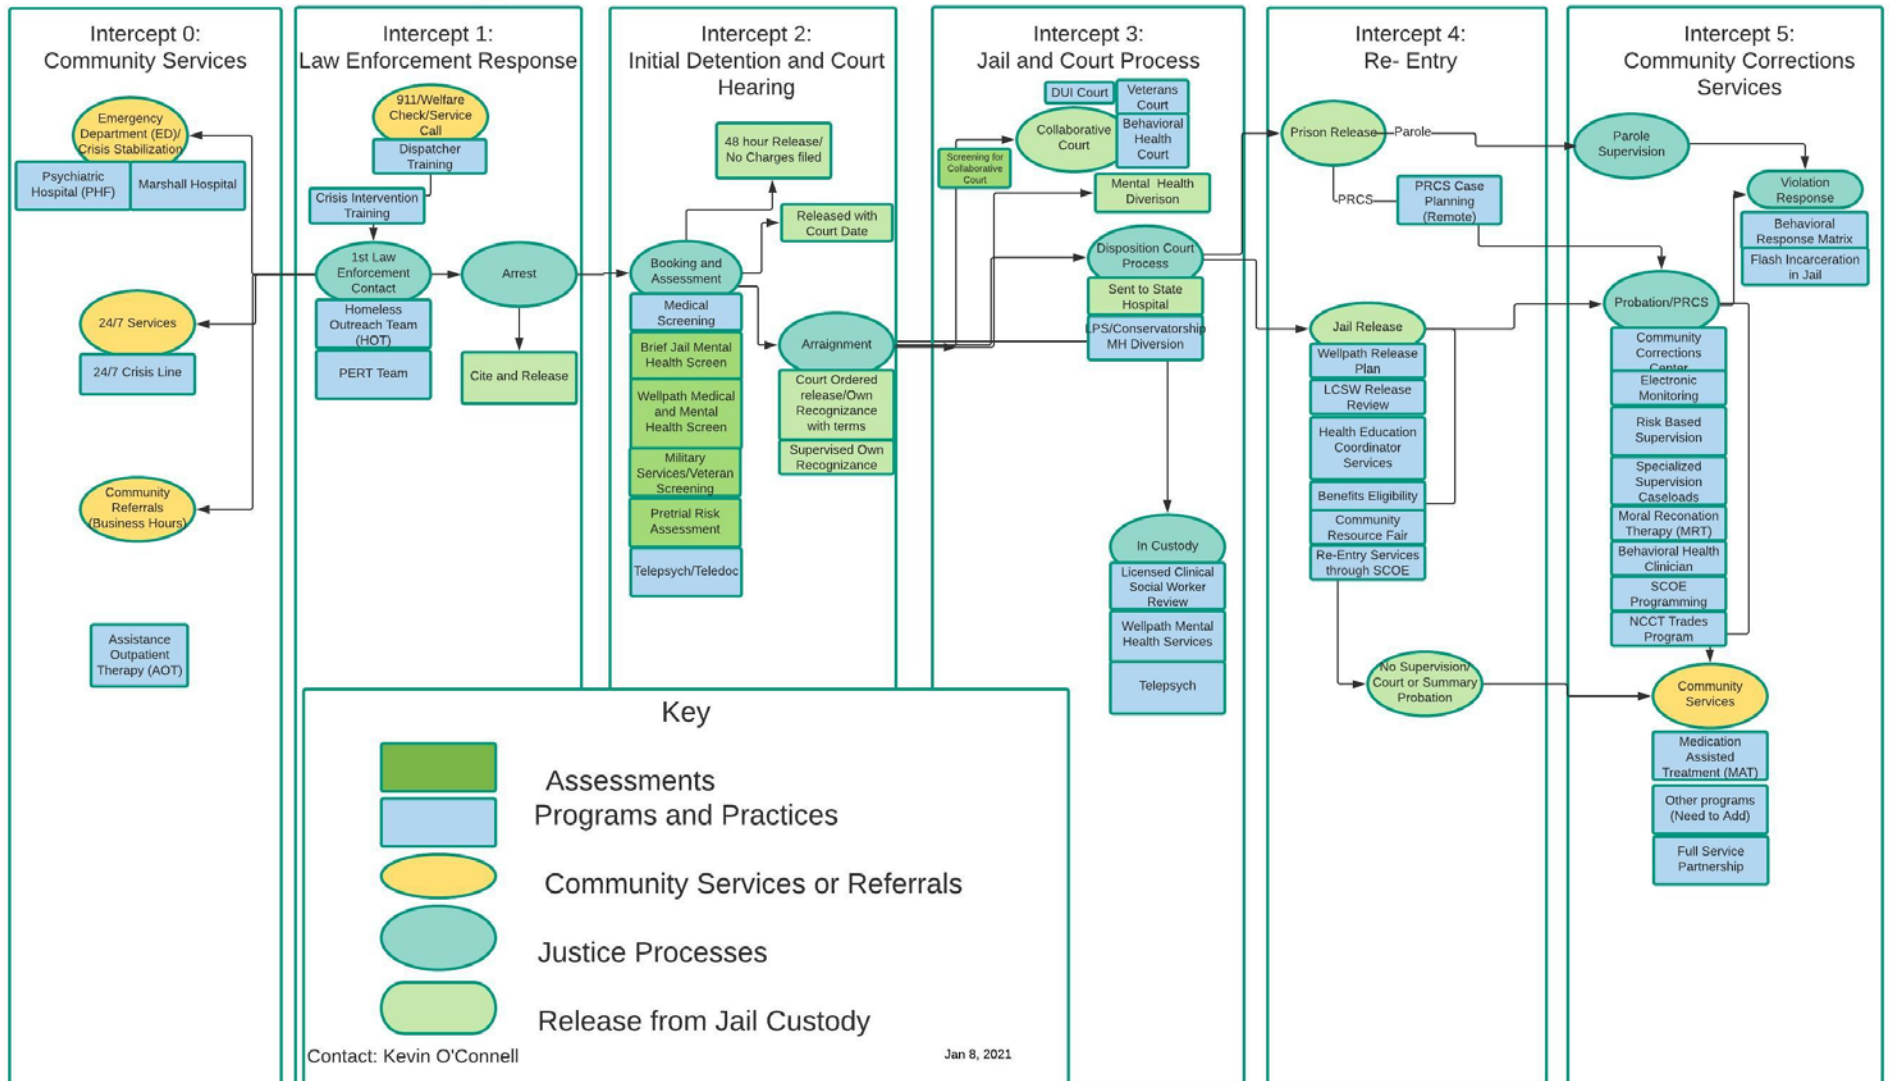 Intercept 0:
Community Services
Emergency
Department (ED)/
Crisis Stabilization
Psychiatric
Hospital (PHF)
Marshall Hospital
24/7 Services
24/7 Crisis Line
Community
Referrals
(Business Hours)
Assistance
Outpatient
Therapy (AOT)
Intercept 1:
Law Enforcement Response
911/Welfare
Check/Service
Call
Dispatcher
Training
Crisis Intervention
Training
1st Law
Enforcement
Contact
Homeless
Outreach Team
(HOT)
PERT Team
Arrest
Cite and Release
Intercept 2:
Initial Detention and Court
Hearing
48 hour Release/
No Charges filed
Released with
Court Date
Booking and
Assessment
Medical
Screening
Brief Jail Mental
Health Screen
Wellpath Medical
and Mental
Health Screen
Military
Services/Veteran
Screening
Pretrial Risk
Assessment
Telepsych/Teledoc
Arraignment
Court Ordered
release/Own
Recognizance
with terms
Supervised Own
Recognizance
Intercept 3:
Jail and Court Process
DUI Court
Veterans
Court
Collaborative
Court
Behavioral
Health
Court
Screening for
Collaborative
Court
Mental Health
Diverison
Disposition Court
Process
Sent to State
Hospital
LPS/Conservatorship
MH Diversion
In Custody
Licensed Clinical
Social Worker
Review
Wellpath Mental
Health Services
Telepsych
Intercept 4:
Re- Entry
Prison Release
Parole
PRCS
PRCS Case
Planning
(Remote)
Jail Release
Wellpath Release
Plan
LCSW Release
Review
Health Education
Coordinator
Services
Benefits Eligibility
Community
Resource Fair
Re-Entry Services
through SCOE
No Supervision/
Court or Summary
Probation
Intercept 5:
Community Corrections
Services
Parole
Supervision
Violation
Response
Behavioral
Response Matrix
Flash Incarceration
in Jail
Probation/PRCS
Community
Corrections
Center
Electronic
Monitoring
Risk Based
Supervision
Specialized
Supervision
Caseloads
Moral Reconation
Therapy (MRT)
Behavioral Health
Clinician
SCOE
Programming
NCCT Trades
Program
Community
Services
Medication
Assisted
Treatment (MAT)
Other programs
(Need to Add)
Full Service
Partnership
Key
Assessments
Programs and Practices
Community Services or Referrals
Justice Processes
Release from Jail Custody
Contact: Kevin O'Connell
Jan 8, 2021